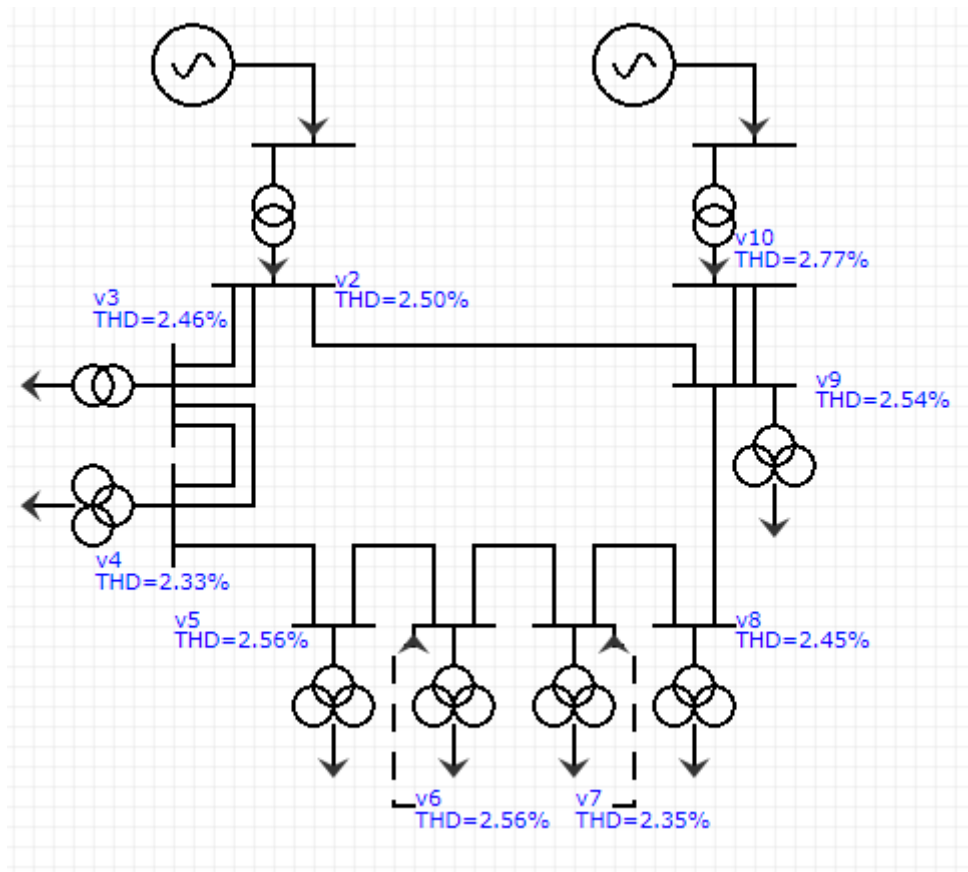 v10
THD=2.77%
v2
THD=2.50%
v3
THD=2.46%
v9
THD=2.54%
v4
THD=2.33%
v5
THD=2.56%
v8
THD=2.45%
v6
THD=2.56%
v7
THD=2.35%